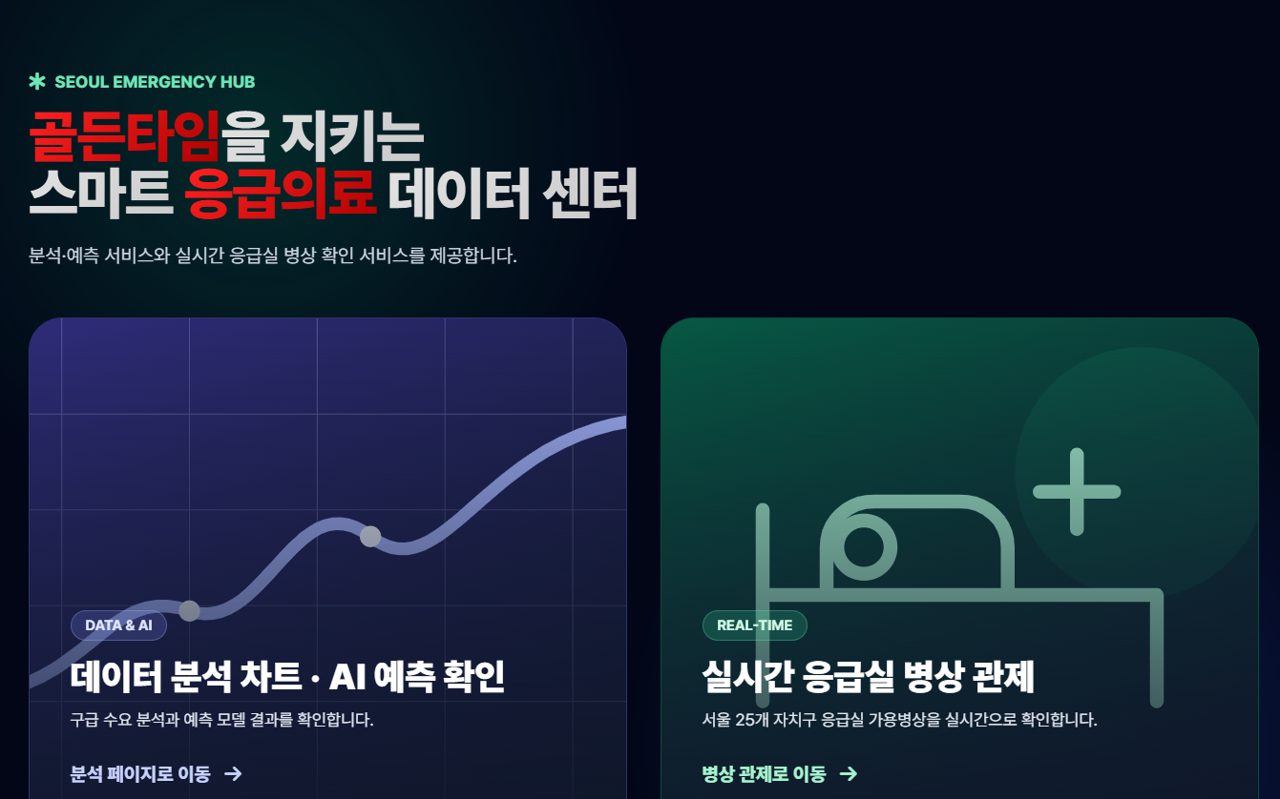 SEOUL EMERGENCY HUB
골든타임을 지키는
스마트 응급의료 데이터 센터
분석·예측 서비스와 실시간 응급실 병상 확인 서비스를 제공합니다.
DATA & AI
데이터 분석 차트 · AI 예측 확인
구급 수요 분석과 예측 모델 결과를 확인합니다.
분석 페이지로 이동 →
REAL-TIME
실시간 응급실 병상 관제
서울 25개 자치구 응급실 가용병상을 실시간으로 확인합니다.
병상 관제로 이동 →